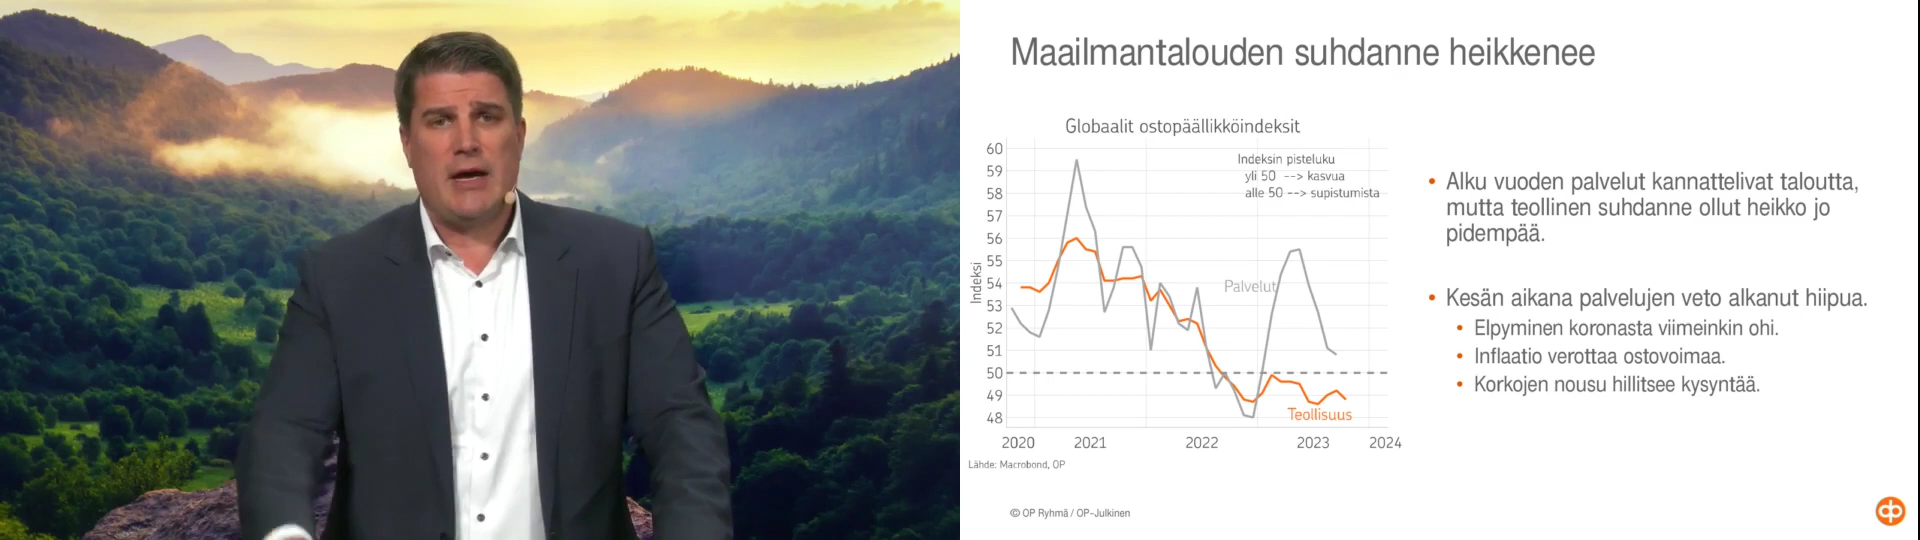 Maailmantalouden suhdanne heikkenee
Globaalit ostopäällikköindeksit
Indeksin pisteluku
yli 50 --> kasvua
alle 50 --> supistumista
Indeksi
60
59
58
57
56
55
54
53
52
51
50
49
48
Palvelut
Teollisuus
2020 2021 2022 2023 2024
Lähde: Macrobond, OP
• Alku vuoden palvelut kannattelivat taloutta,
mutta teollinen suhdanne ollut heikko jo
pidempää.
• Kesän aikana palvelujen veto alkanut hiipua.
• Elpyminen koronasta viimeinkin ohi.
• Inflaatio verottaa ostovoimaa.
• Korkojen nousu hillitsee kysyntää.
© OP Ryhmä / OP-Julkinen
op